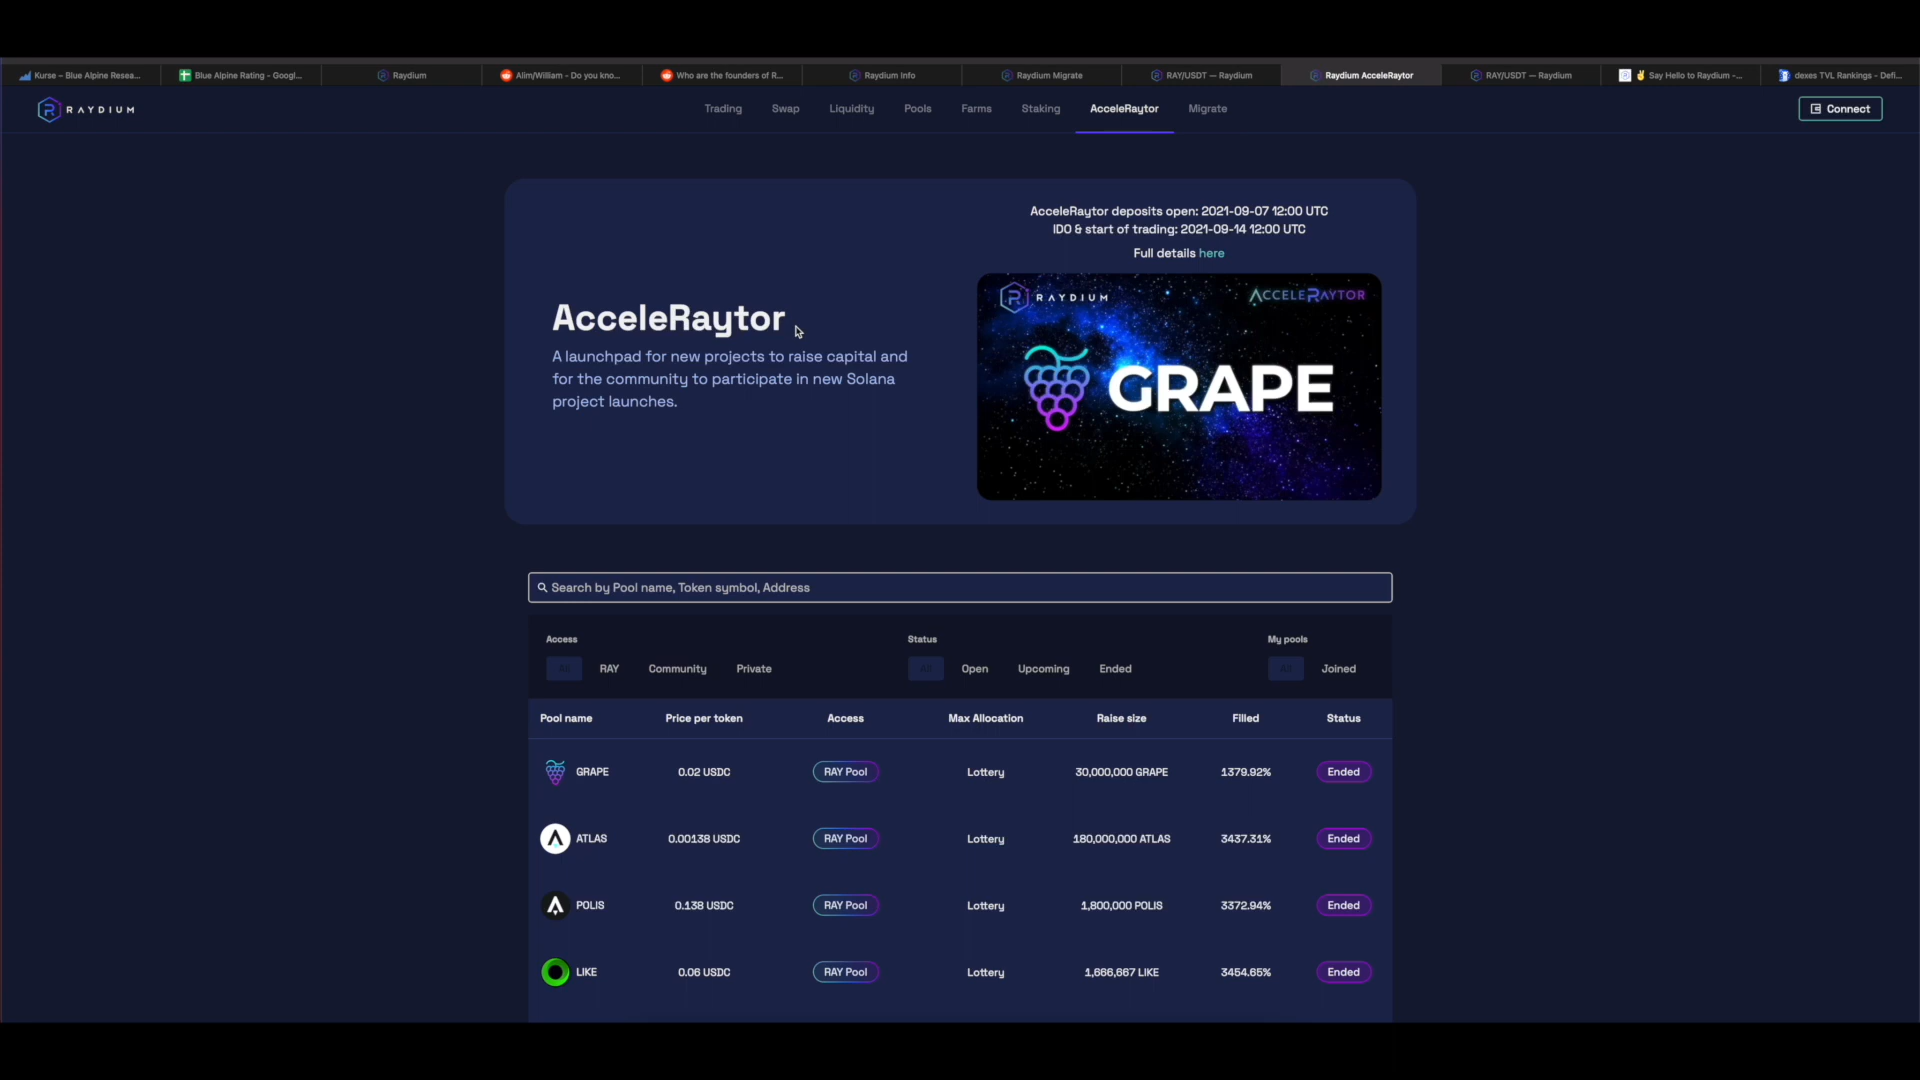 Kurse – Blue Alpine Resea...
Blue Alpine Rating - Googl...
Raydium
Alim/William - Do you kno...
Who are the founders of R...
Raydium Info
Raydium Migrate
RAY/USDT — Raydium
Raydium AcceleRaytor
RAY/USDT — Raydium
✌ Say Hello to Raydium -...
dexes TVL Rankings - Defi...
RAYDIUM
Trading
Swap
Liquidity
Pools
Farms
Staking
AcceleRaytor
Migrate
Connect
AcceleRaytor deposits open: 2021-09-07 12:00 UTC
IDO & start of trading: 2021-09-14 12:00 UTC
Full details here
RAYDIUM
ACCELERAYTOR
GRAPE
AcceleRaytor
A launchpad for new projects to raise capital and
for the community to participate in new Solana
project launches.
Search by Pool name, Token symbol, Address
Access
Status
My pools
All RAY Community Private
All Open Upcoming Ended
All Joined
Pool name Price per token Access Max Allocation Raise size Filled Status
GRAPE 0.02 USDC RAY Pool Lottery 30,000,000 GRAPE 1379.92% Ended
ATLAS 0.00138 USDC RAY Pool Lottery 180,000,000 ATLAS 3437.31% Ended
POLIS 0.138 USDC RAY Pool Lottery 1,800,000 POLIS 3372.94% Ended
LIKE 0.06 USDC RAY Pool Lottery 1,666,667 LIKE 3454.65% Ended